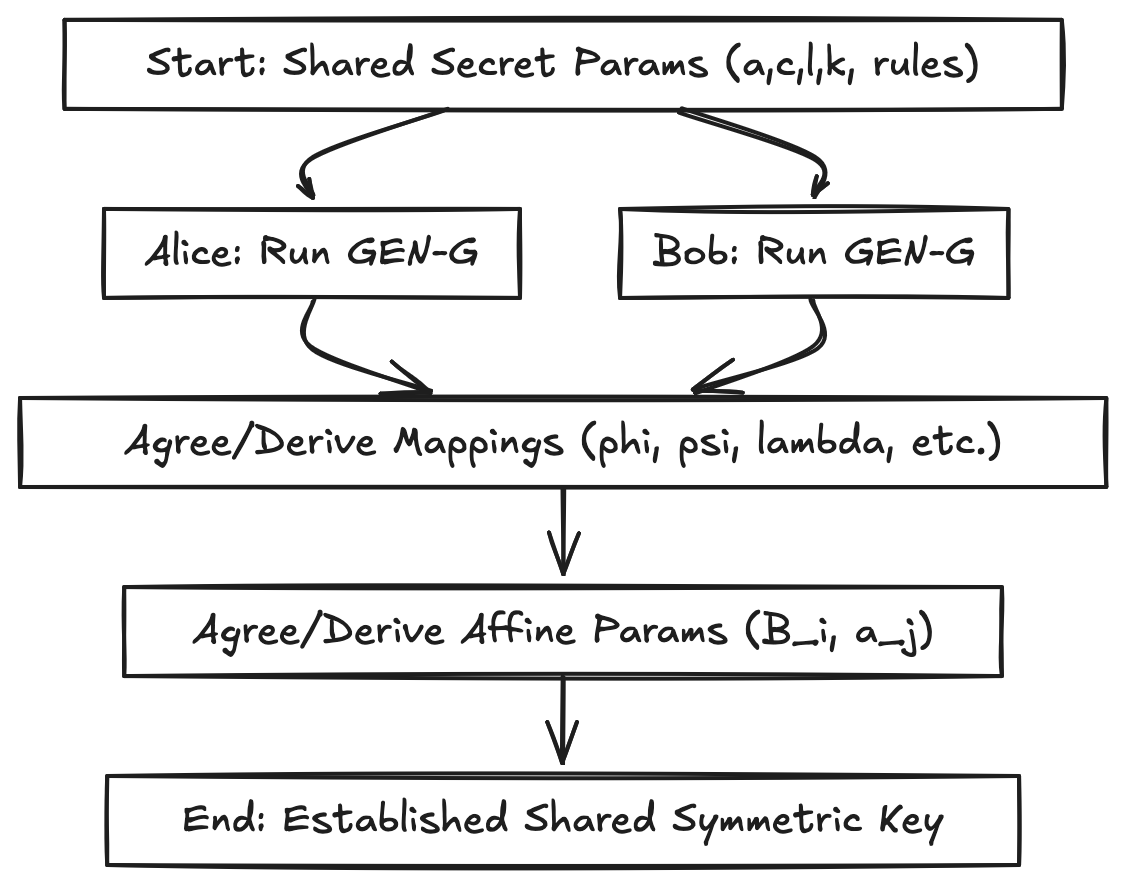 Start: Shared Secret Params (a,c,l,k, rules)
Alice: Run GEN-G
Bob: Run GEN-G
Agree/Derive Mappings (phi, psi, lambda, etc.)
Agree/Derive Affine Params (B_i, a_j)
End: Established Shared Symmetric Key